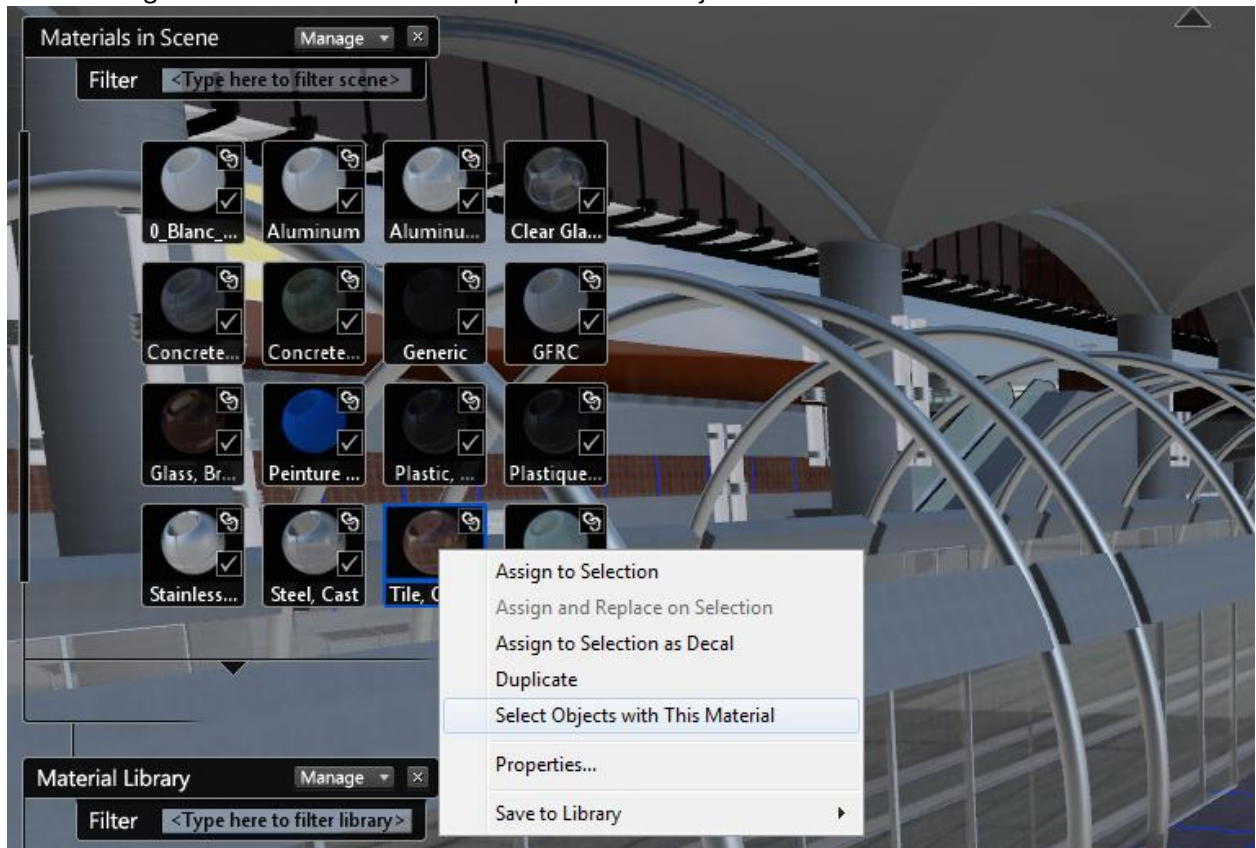 Materials in Scene Manage
Filter <Type here to filter scene>
0_Blanc_... Aluminum Aluminu... Clear Gla...
Concrete... Concrete... Generic GFRC
Glass, Br... Peinture ... Plastic, ... Plastique...
Stainless... Steel, Cast Tile, C
Assign to Selection
Assign and Replace on Selection
Assign to Selection as Decal
Duplicate
Select Objects with This Material
Properties...
Save to Library
Material Library Manage
Filter <Type here to filter library>